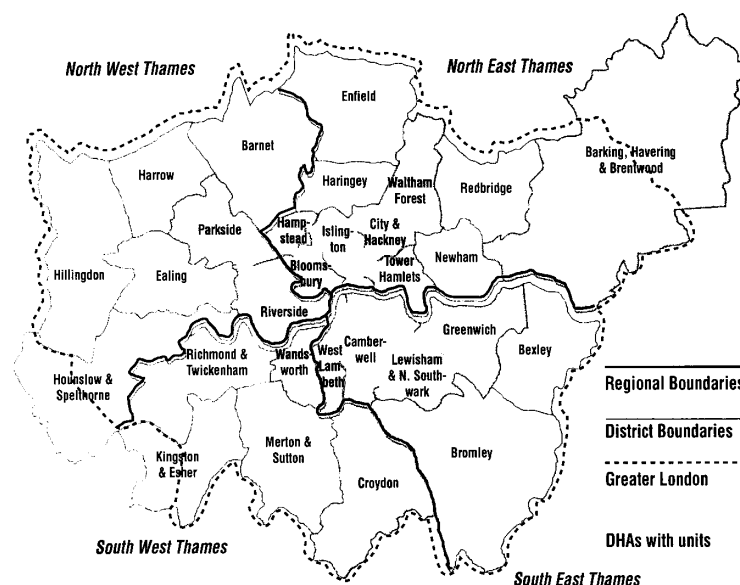 North West Thames
North East Thames
Enfield
Barnet
Harrow
Haringey
Waltham
Forest
Redbridge
Barking, Havering
& Brentwood
Parkside
Hamp-
stead
Isling-
ton
City &
Hackney
Hillingdon
Ealing
Blooms-
bury
Tower
Hamlets
Newham
Riverside
Richmond &
Twickenham
Wands-
worth
West
Lam-
beth
Camber-
well
Greenwich
Lewisham
& N. South-
wark
Bexley
Hounslow &
Spelthorne
Kingston
& Esher
Merton &
Sutton
Croydon
Bromley
Regional Boundaries
District Boundaries
Greater London
DHAs with units
South West Thames
South East Thames